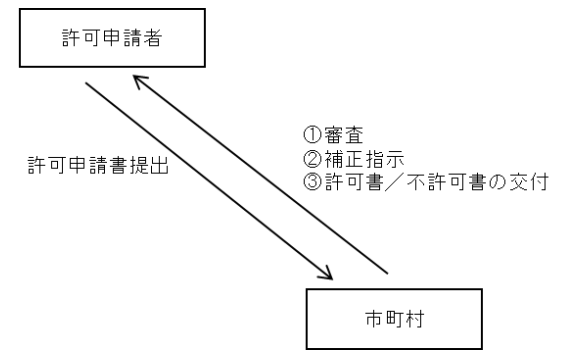 許可申請者
①審査
②補正指示
許可申請書提出
③許可書／不許可書の交付
市町村